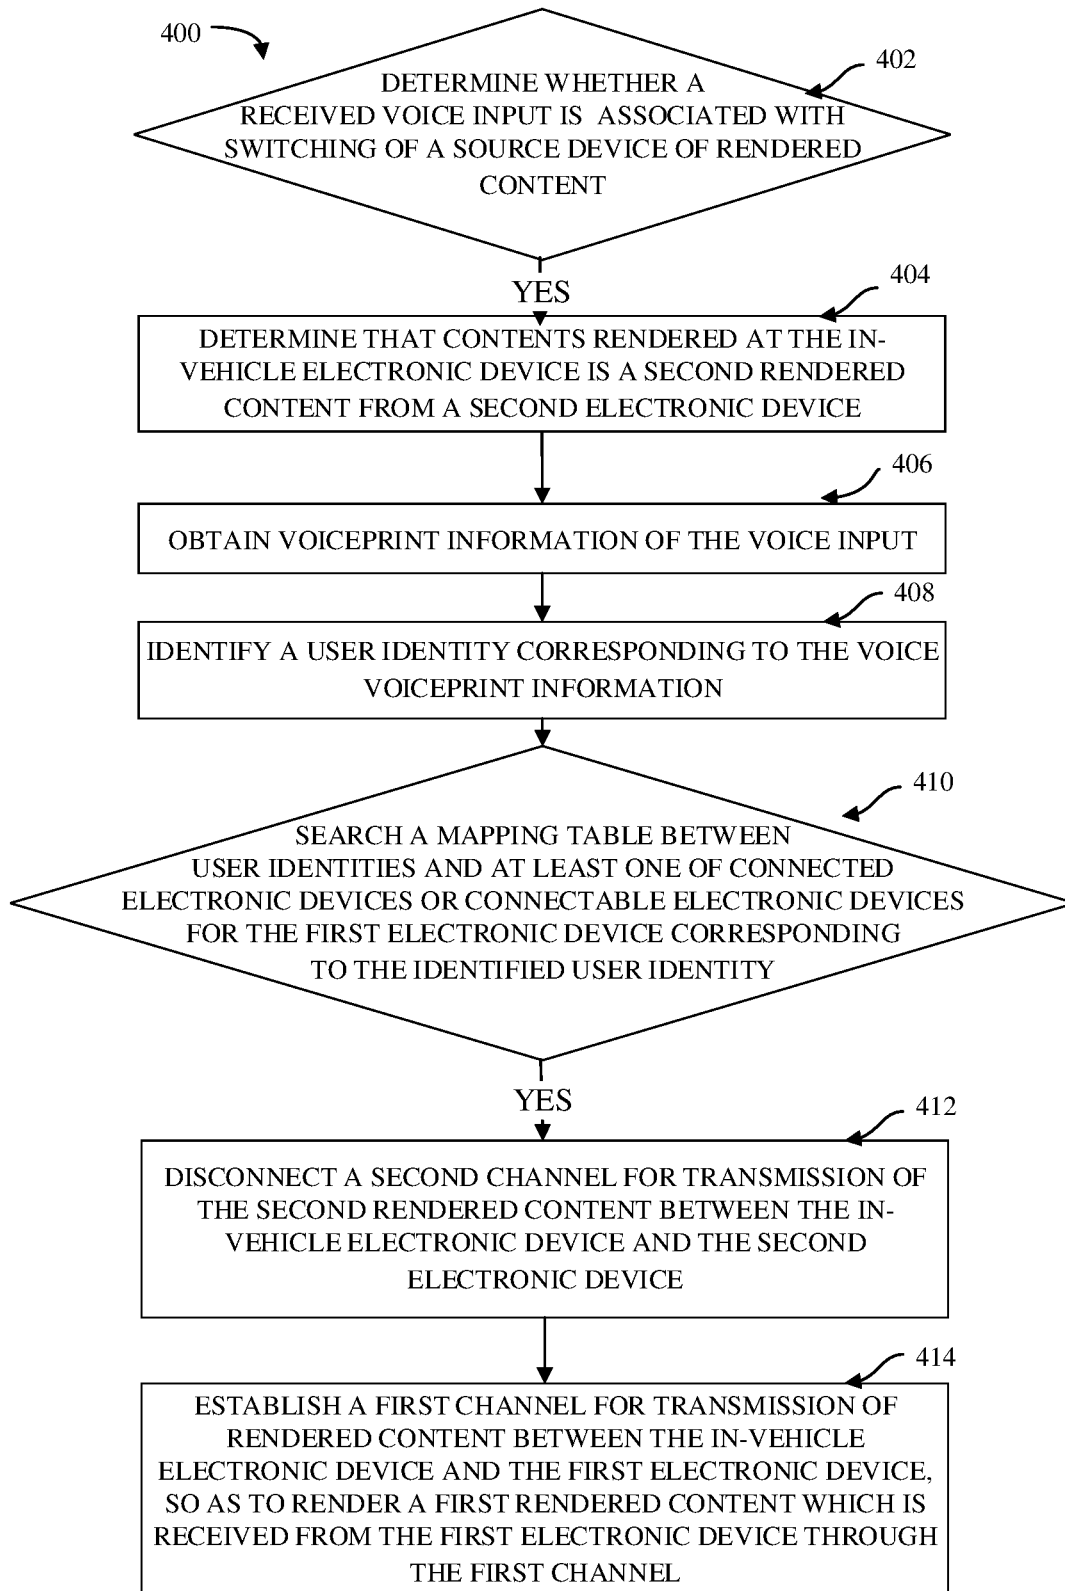 400
402
DETERMINE WHETHER A
RECEIVED VOICE INPUT IS ASSOCIATED WITH
SWITCHING OF A SOURCE DEVICE OF RENDERED
CONTENT
YES
404
DETERMINE THAT CONTENTS RENDERED AT THE IN-
VEHICLE ELECTRONIC DEVICE IS A SECOND RENDERED
CONTENT FROM A SECOND ELECTRONIC DEVICE
406
OBTAIN VOICEPRINT INFORMATION OF THE VOICE INPUT
408
IDENTIFY A USER IDENTITY CORRESPONDING TO THE VOICE
VOICEPRINT INFORMATION
410
SEARCH A MAPPING TABLE BETWEEN
USER IDENTITIES AND AT LEAST ONE OF CONNECTED
ELECTRONIC DEVICES OR CONNECTABLE ELECTRONIC DEVICES
FOR THE FIRST ELECTRONIC DEVICE CORRESPONDING
TO THE IDENTIFIED USER IDENTITY
YES
412
DISCONNECT A SECOND CHANNEL FOR TRANSMISSION OF
THE SECOND RENDERED CONTENT BETWEEN THE IN-
VEHICLE ELECTRONIC DEVICE AND THE SECOND
ELECTRONIC DEVICE
414
ESTABLISH A FIRST CHANNEL FOR TRANSMISSION OF
RENDERED CONTENT BETWEEN THE IN-VEHICLE
ELECTRONIC DEVICE AND THE FIRST ELECTRONIC DEVICE,
SO AS TO RENDER A FIRST RENDERED CONTENT WHICH IS
RECEIVED FROM THE FIRST ELECTRONIC DEVICE THROUGH
THE FIRST CHANNEL